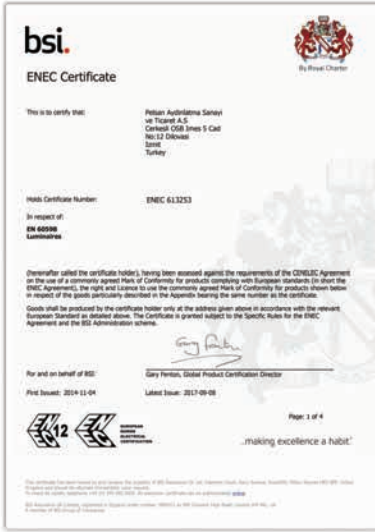 bsi.
By Royal Charter
ENEC Certificate
This is to certify that:
Pelsan Aydinlatma Sanayi
ve Ticaret A.S
Cerkesli OSB Imes 5 Cad
No:12 Dilovasi
Izmit
Turkey
Holds Certificate Number:
ENEC 613253
In respect of:
EN 60598
Luminaires
(hereinafter called the certificate holder), having been assessed against the requirements of the CENELEC Agreement
on the use of a commonly agreed Mark of Conformity for products complying with European standards (in short the
ENEC Agreement), the right and Licence to use the commonly agreed Mark of Conformity for products shown below
in respect of the goods particularly described in the Appendix bearing the same number as the certificate.
Goods shall be produced by the certificate holder only at the address given above in accordance with the relevant
European Standard as detailed above. The Certificate is granted subject to the Specific Rules for the ENEC
Agreement and the BSI Administration scheme.
For and on behalf of BSI:
Gary Fenton, Global Product Certification Director
First Issued: 2014-11-04
Latest Issue: 2017-09-08
Page: 1 of 4
12
EUROPEAN
NORMS
ELECTRICAL
CERTIFICATION
...making excellence a habit.